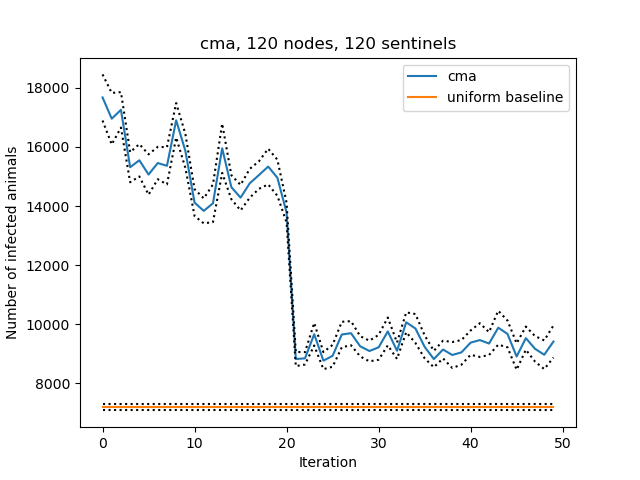 cma, 120 nodes, 120 sentinels
cma
uniform baseline
Number of infected animals
18000
16000
14000
12000
10000
8000
0 10 20 30 40 50
Iteration